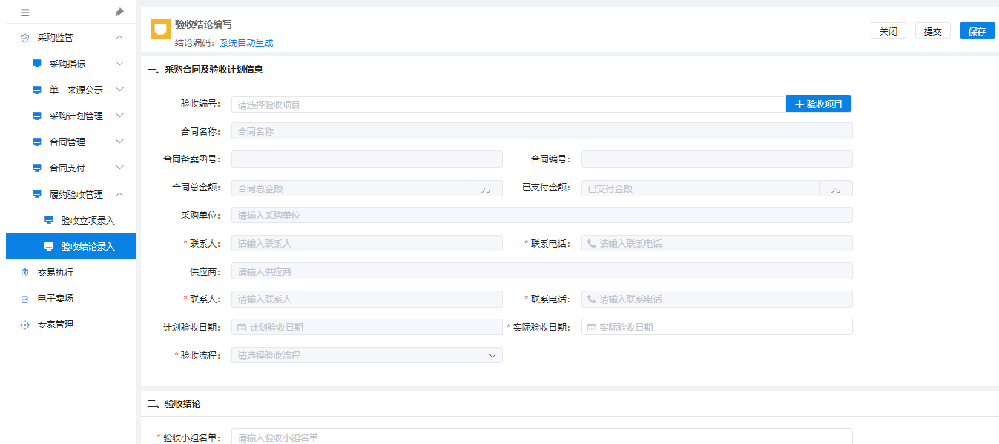 采购监管
采购指标
单一来源公示
采购计划管理
合同管理
合同支付
履约验收管理
验收立项录入
验收结论录入
交易执行
电子卖场
专家管理
验收结论编写
结论编码： 系统自动生成
关闭 提交 保存
一、采购合同及验收计划信息
验收编号： 请选择验收项目 + 验收项目
合同名称： 合同名称
合同备案函号： 合同编号：
合同总金额： 合同总金额 元 已支付金额： 已支付金额 元
采购单位： 请输入采购单位
* 联系人： 请输入联系人 * 联系电话： 请输入联系电话
供应商： 请输入供应商
* 联系人： 请输入联系人 * 联系电话： 请输入联系电话
计划验收日期： 计划验收日期 * 实际验收日期： 实际验收日期
* 验收流程： 请选择验收流程
二、验收结论
* 验收小组名单： 请输入验收小组名单